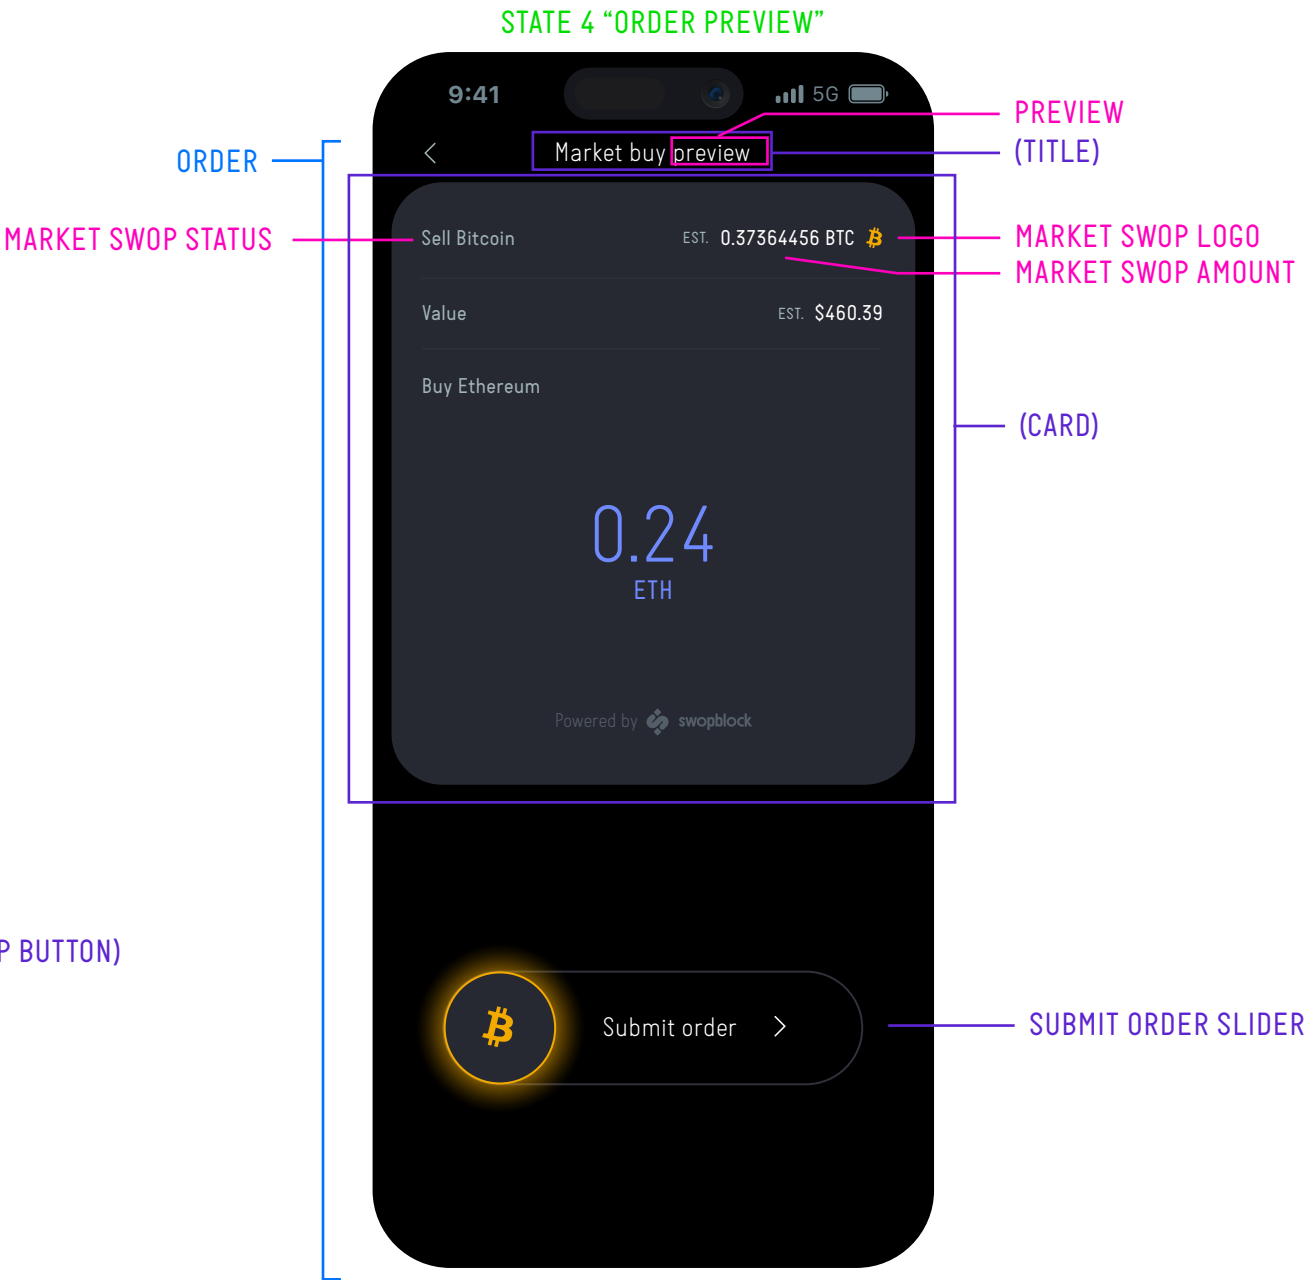 STATE 4 “ORDER PREVIEW”
9:41 5G
PREVIEW
ORDER
Market buy preview
(TITLE)
MARKET SWOP STATUS
Sell Bitcoin EST. 0.37364456 BTC
MARKET SWOP LOGO
MARKET SWOP AMOUNT
Value EST. $460.39
Buy Ethereum
(CARD)
0.24
ETH
Powered by swopblock
P BUTTON)
Submit order
SUBMIT ORDER SLIDER